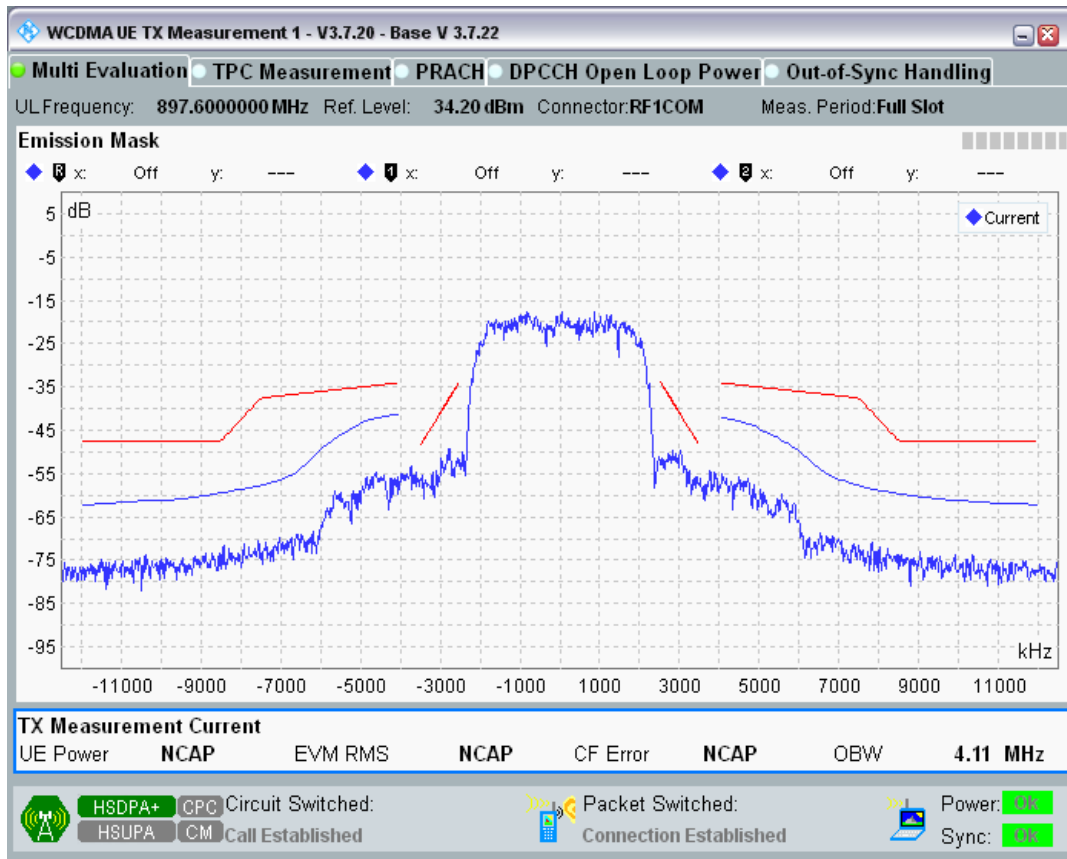 WCDMA UE TX Measurement 1 - V3.7.20 - Base V 3.7.22
Multi Evaluation TPC Measurement PRACH DPCCH Open Loop Power Out-of-Sync Handling
UL Frequency: 897.6000000 MHz Ref. Level: 34.20 dBm Connector: RF1COM Meas. Period: Full Slot
Emission Mask
R x: Off y: --- 1 x: Off y: --- 2 x: Off y: ---
5 dB
Current
-5
-15
-25
-35
-45
-55
-65
-75
-85
-95
kHz
-11000 -9000 -7000 -5000 -3000 -1000 1000 3000 5000 7000 9000 11000
TX Measurement Current
UE Power NCAP EVM RMS NCAP CF Error NCAP OBW 4.11 MHz
HSDPA+ CPC Circuit Switched: Packet Switched: Power: Ok
HSUPA CM Call Established Connection Established Sync: Ok